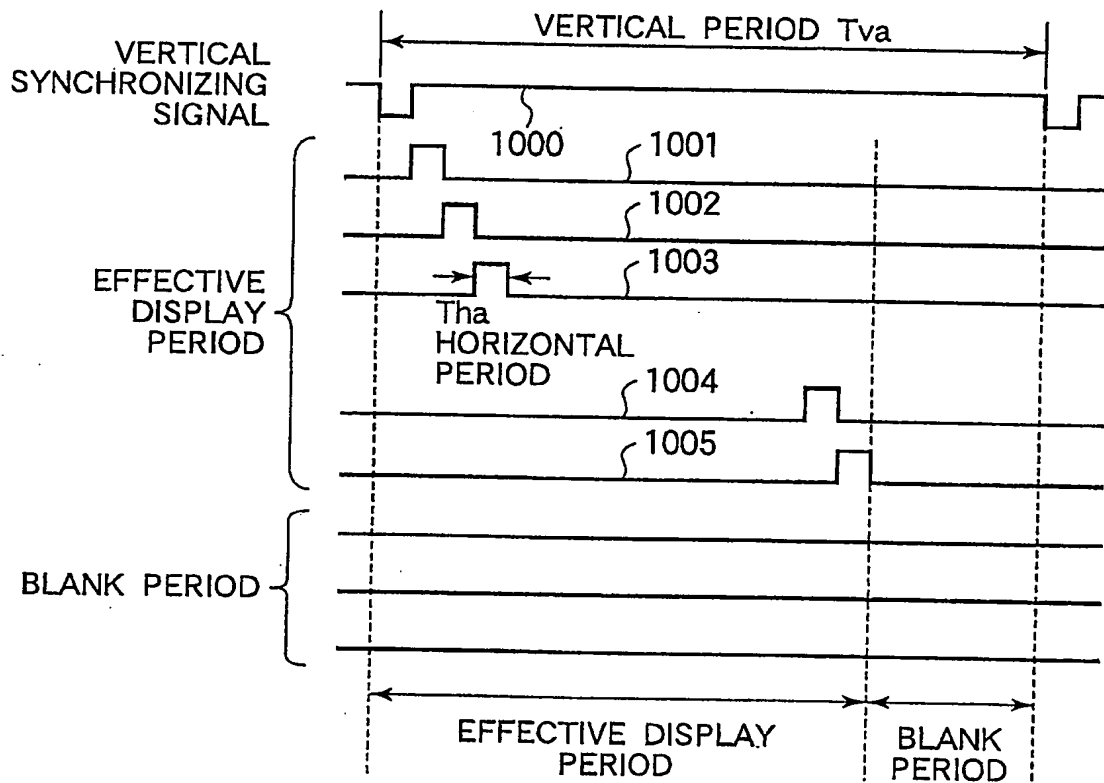 VERTICAL PERIOD Tva
VERTICAL
SYNCHRONIZING
SIGNAL
1000
1001
1002
1003
EFFECTIVE
DISPLAY
PERIOD
Tha
HORIZONTAL
PERIOD
1004
1005
BLANK PERIOD
EFFECTIVE DISPLAY
PERIOD
BLANK
PERIOD